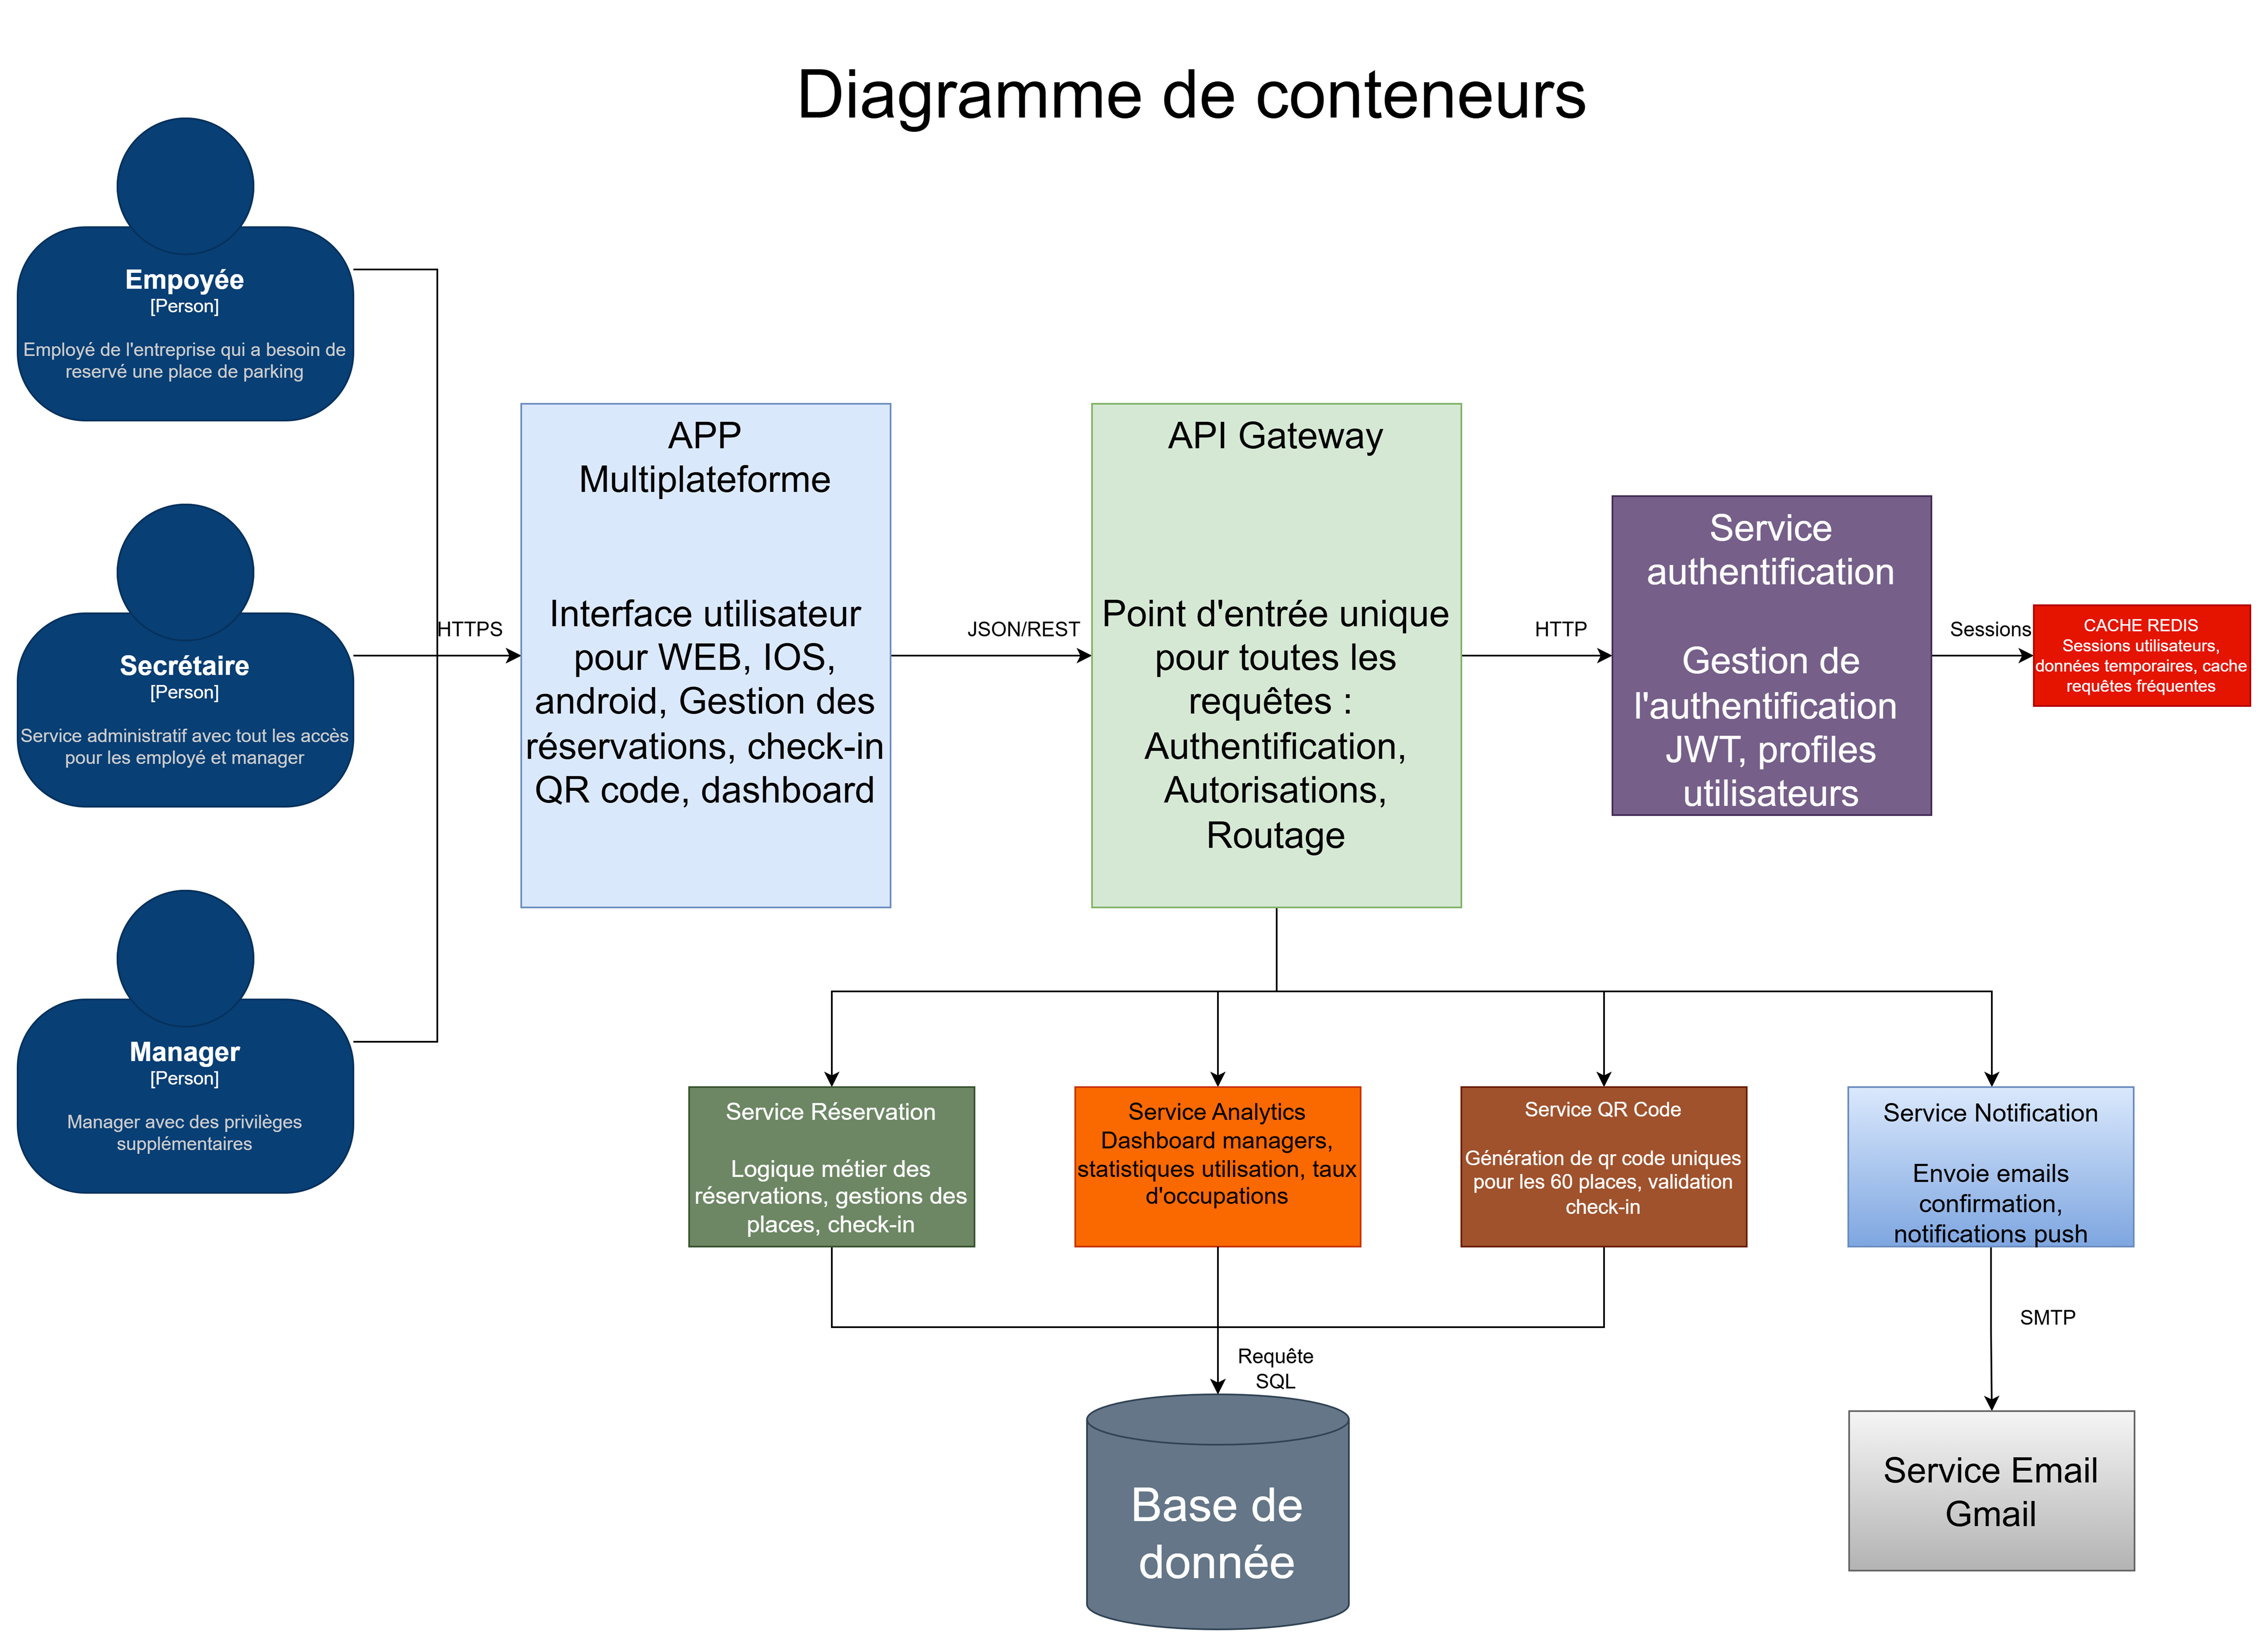 Diagramme de conteneurs
Empoyée
[Person]
Employé de l'entreprise qui a besoin de
reservé une place de parking
Secrétaire
[Person]
Service administratif avec tout les accès
pour les employé et manager
Manager
[Person]
Manager avec des privilèges
supplémentaires
HTTPS
APP
Multiplateforme
Interface utilisateur
pour WEB, IOS,
android, Gestion des
réservations, check-in
QR code, dashboard
JSON/REST
API Gateway
Point d'entrée unique
pour toutes les
requêtes :
Authentification,
Autorisations,
Routage
HTTP
Service
authentification
Gestion de
l'authentification
JWT, profiles
utilisateurs
Sessions
CACHE REDIS
Sessions utilisateurs,
données temporaires, cache
requêtes fréquentes
Service Réservation
Logique métier des
réservations, gestions des
places, check-in
Service Analytics
Dashboard managers,
statistiques utilisation, taux
d'occupations
Service QR Code
Génération de qr code uniques
pour les 60 places, validation
check-in
Service Notification
Envoie emails
confirmation,
notifications push
Requête
SQL
SMTP
Base de
donnée
Service Email
Gmail